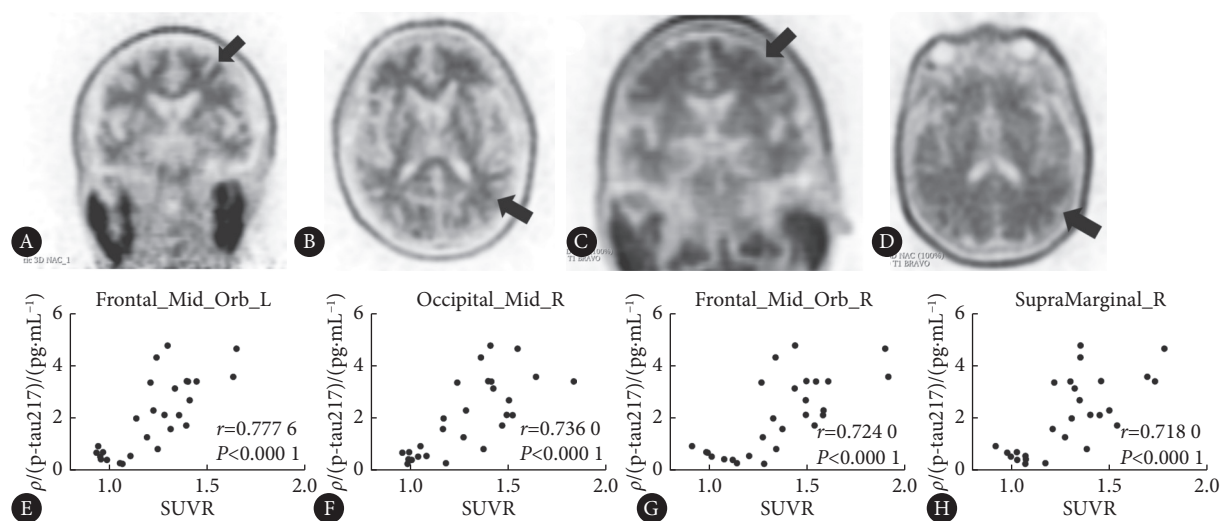 A
B
C
D
ric 3D NAC_1
D NAC (100%)
T1 BRAVO
T1 BRAVO
Frontal_Mid_Orb_L
Occipital_Mid_R
Frontal_Mid_Orb_R
SupraMarginal_R
ρ/(p-tau217)/(pg·mL⁻¹)
6
4
2
0
1.0
1.5
2.0
SUVR
r=0.777 6
P<0.000 1
E
ρ/(p-tau217)/(pg·mL⁻¹)
6
4
2
0
1.0
1.5
2.0
SUVR
r=0.736 0
P<0.000 1
F
ρ/(p-tau217)/(pg·mL⁻¹)
6
4
2
0
1.0
1.5
2.0
SUVR
r=0.724 0
P<0.000 1
G
ρ/(p-tau217)/(pg·mL⁻¹)
6
4
2
0
1.0
1.5
2.0
SUVR
r=0.718 0
P<0.000 1
H